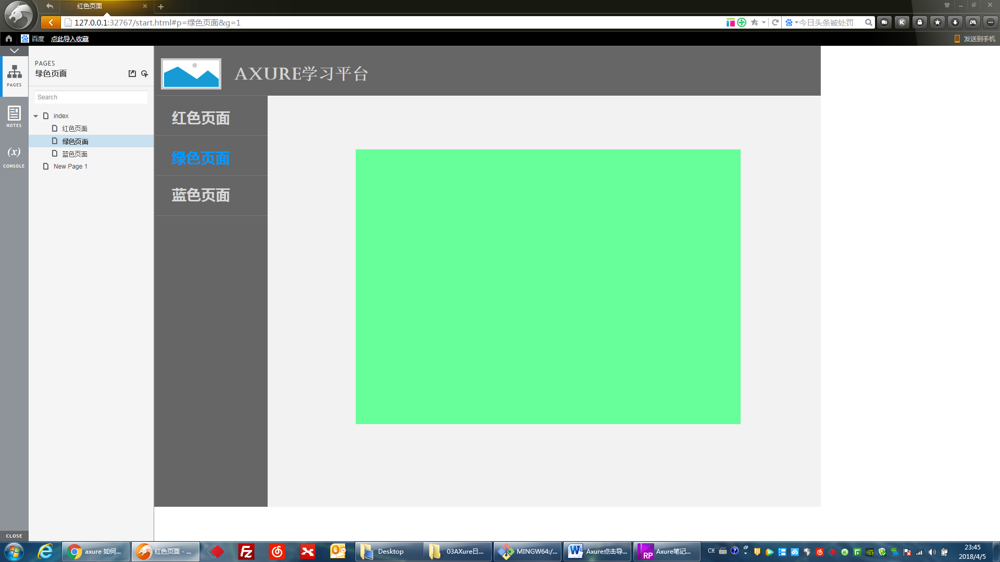 红色页面
127.0.0.1:32767/start.html#p=绿色页面&g=1
今日头条被处罚
百度
点此导入收藏
发送到手机
PAGES
绿色页面
PAGES
Search
NOTES
index
红色页面
绿色页面
蓝色页面
New Page 1
(x)
CONSOLE
AXURE学习平台
红色页面
绿色页面
蓝色页面
CLOSE
axure 如何...
红色页面 - ...
Desktop
03AXure日...
MINGW64:/...
Axure点击导...
Axure笔记...
CH
23:45
2018/4/5